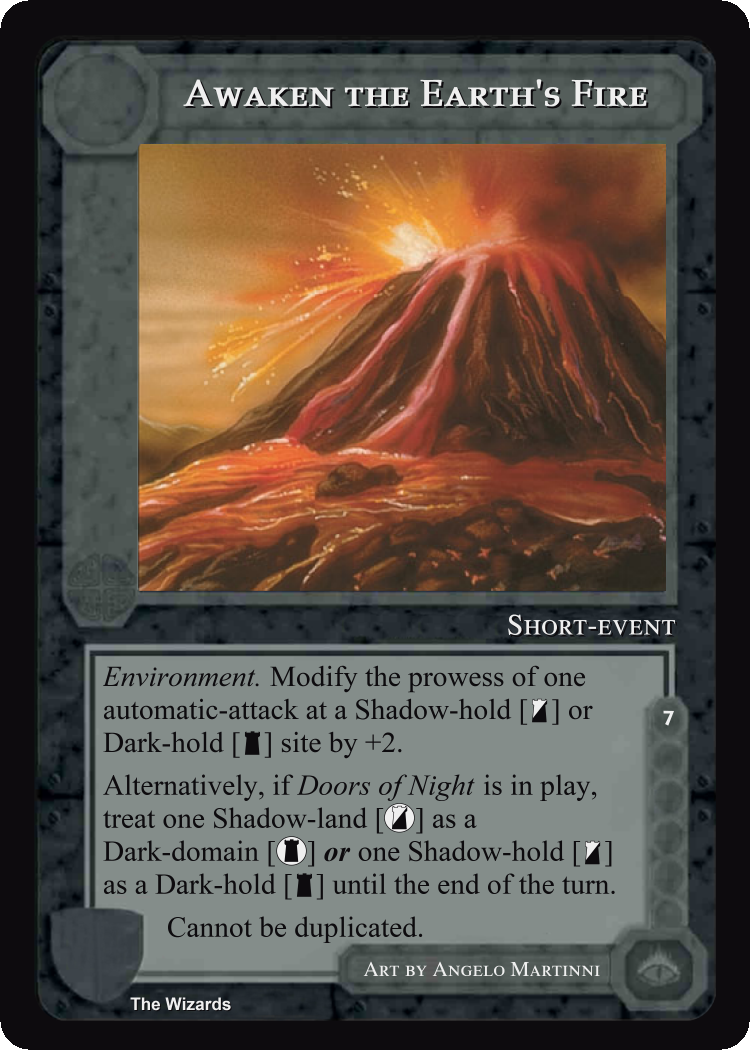 Awaken the Earth's Fire
Short-event
Environment. Modify the prowess of one
automatic-attack at a Shadow-hold [ ] or
Dark-hold [ ] site by +2.
7
Alternatively, if Doors of Night is in play,
treat one Shadow-land [ ] as a
Dark-domain [ ] or one Shadow-hold [ ]
as a Dark-hold [ ] until the end of the turn.
Cannot be duplicated.
Art by Angelo Martinni
The Wizards